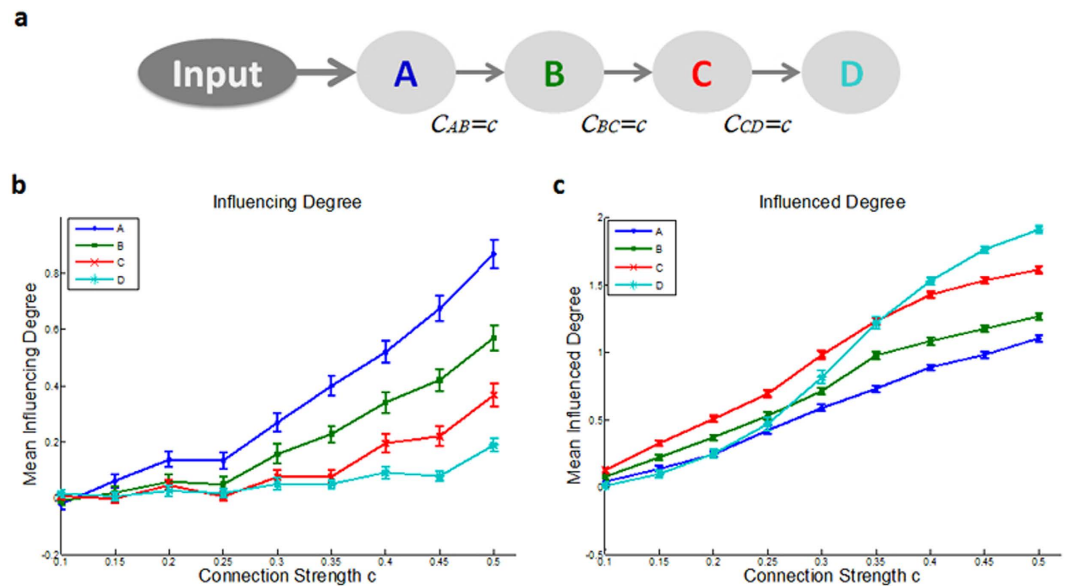 a
Input A B C D
C_AB=c C_BC=c C_CD=c
b
Influencing Degree
A
B
C
D
Mean Influencing Degree
0.8
0.6
0.4
0.2
0
-0.2
0.1 0.15 0.2 0.25 0.3 0.35 0.4 0.45 0.5
Connection Strength c
c
Influenced Degree
A
B
C
D
Mean Influenced Degree
2
1.5
1
0.5
0
-0.5
0.1 0.15 0.2 0.25 0.3 0.35 0.4 0.45 0.5
Connection Strength c